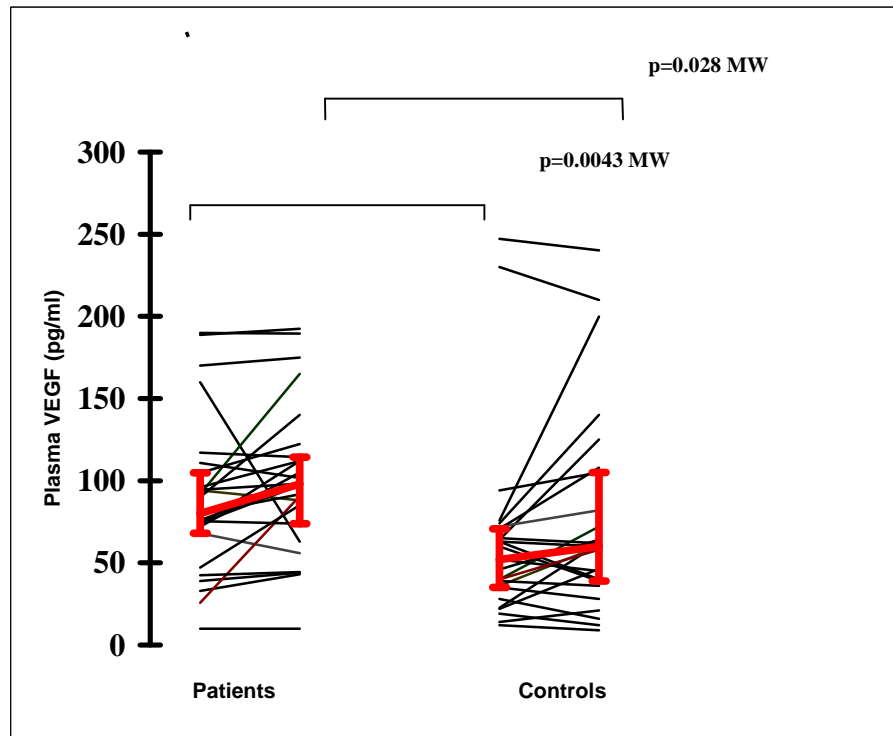 p=0.028 MW
p=0.0043 MW
300
250
200
150
100
50
0
Plasma VEGF (pg/ml)
Patients
Controls